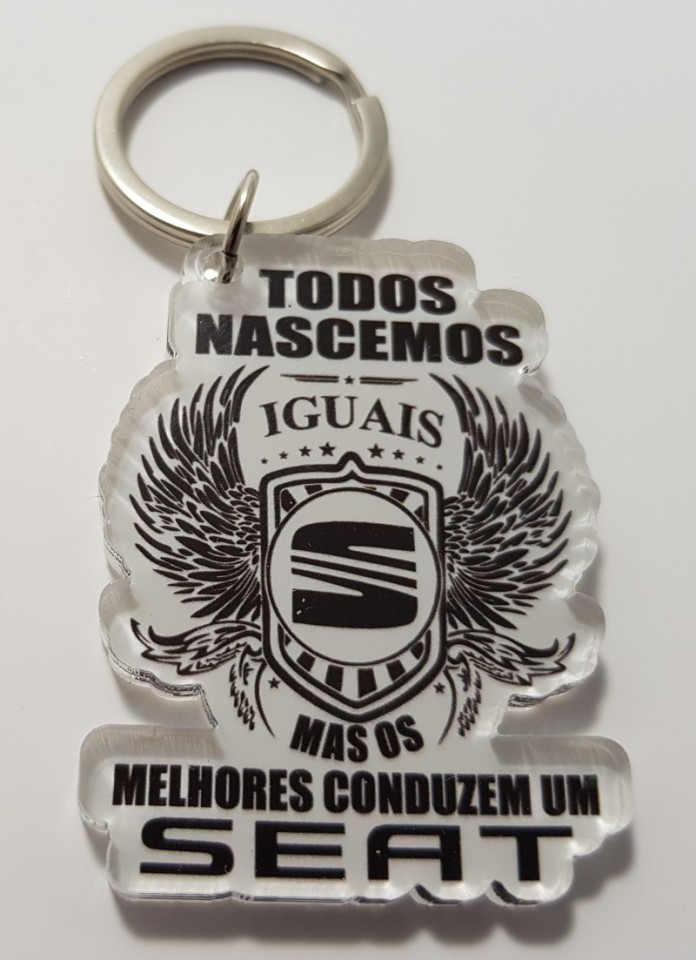 TODOS
NASCEMOS
IGUAIS
MAS OS
MELHORES CONDUZEM UM
SEAT